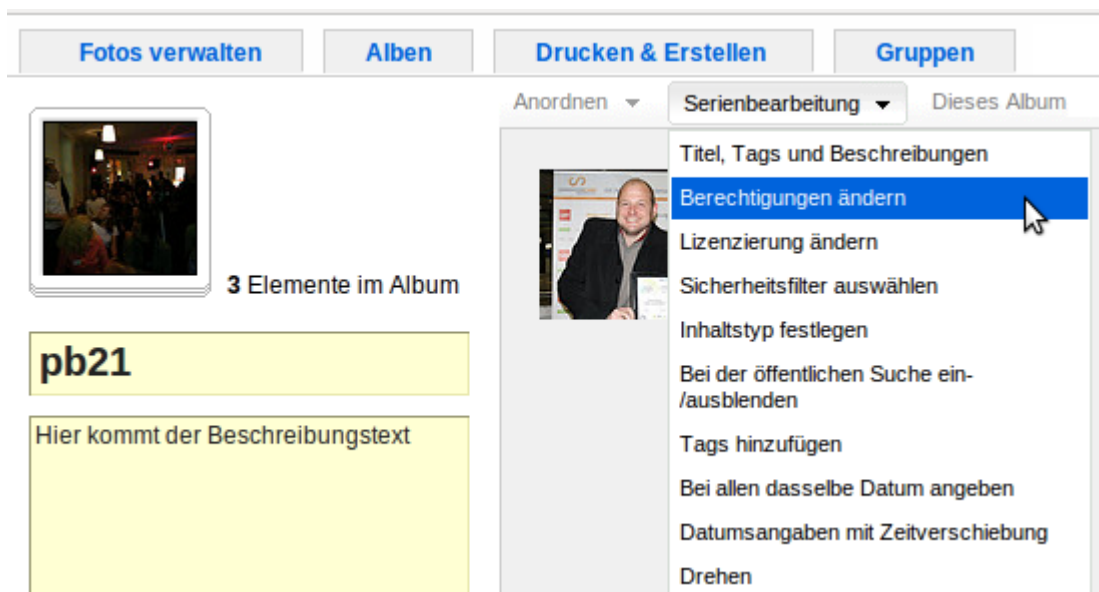 Fotos verwalten
Alben
Drucken & Erstellen
Gruppen
Anordnen
Serienbearbeitung
Dieses Album
3 Elemente im Album
pb21
Hier kommt der Beschreibungstext
Titel, Tags und Beschreibungen
Berechtigungen ändern
Lizenzierung ändern
Sicherheitsfilter auswählen
Inhaltstyp festlegen
Bei der öffentlichen Suche ein-
/ausblenden
Tags hinzufügen
Bei allen dasselbe Datum angeben
Datumsangaben mit Zeitverschiebung
Drehen